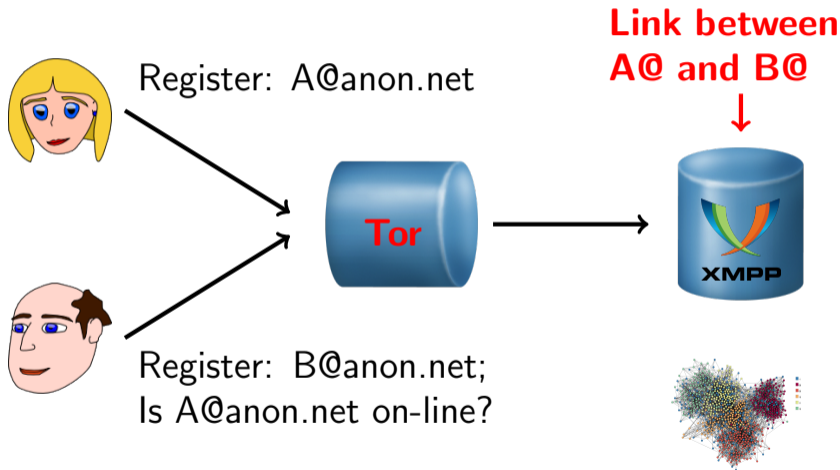 Link between
A@ and B@
Register: A@anon.net
Tor
XMPP
Register: B@anon.net;
Is A@anon.net on-line?